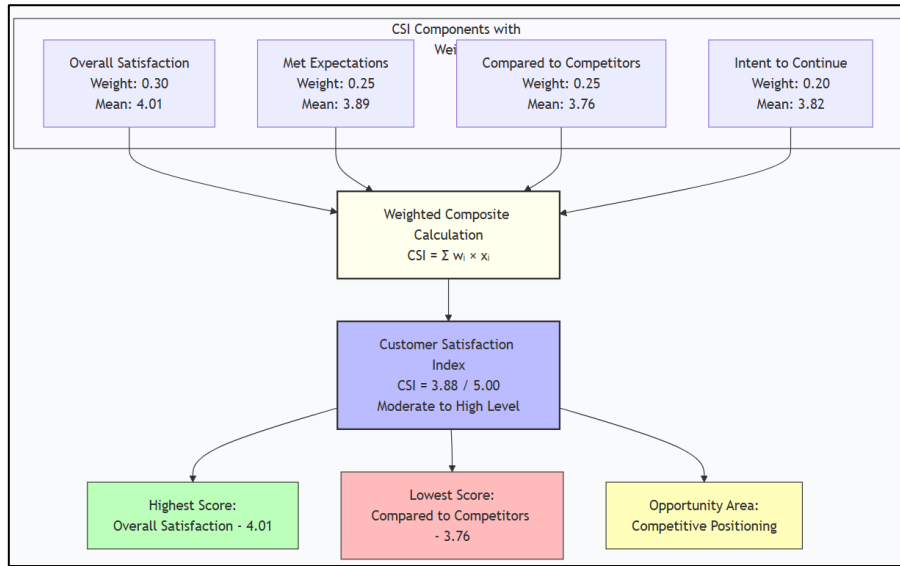 CSI Components with
Wei
Overall Satisfaction
Weight: 0.30
Mean: 4.01
Met Expectations
Weight: 0.25
Mean: 3.89
Compared to Competitors
Weight: 0.25
Mean: 3.76
Intent to Continue
Weight: 0.20
Mean: 3.82
Weighted Composite
Calculation
CSI = Σ wᵢ × xᵢ
Customer Satisfaction
Index
CSI = 3.88 / 5.00
Moderate to High Level
Highest Score:
Overall Satisfaction - 4.01
Lowest Score:
Compared to Competitors
- 3.76
Opportunity Area:
Competitive Positioning